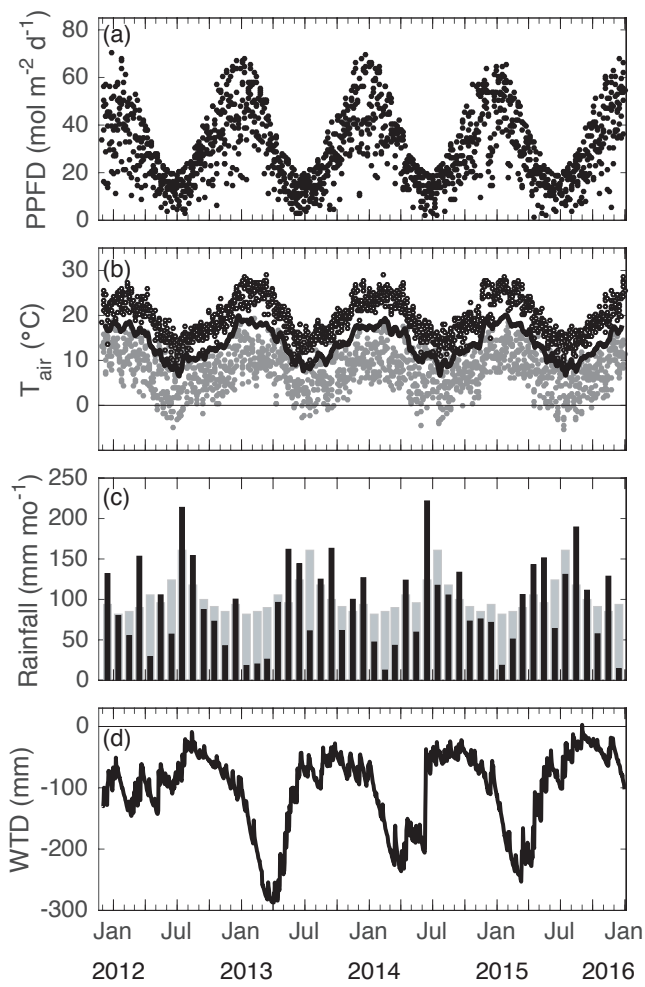 (a)
PPFD (mol m⁻² d⁻¹)
80
60
40
20
0
(b)
T_air (°C)
30
20
10
0
(c)
Rainfall (mm mo⁻¹)
250
200
150
100
50
0
(d)
WTD (mm)
0
-100
-200
-300
Jan Jul Jan Jul Jan Jul Jan Jul Jan
2012 2013 2014 2015 2016